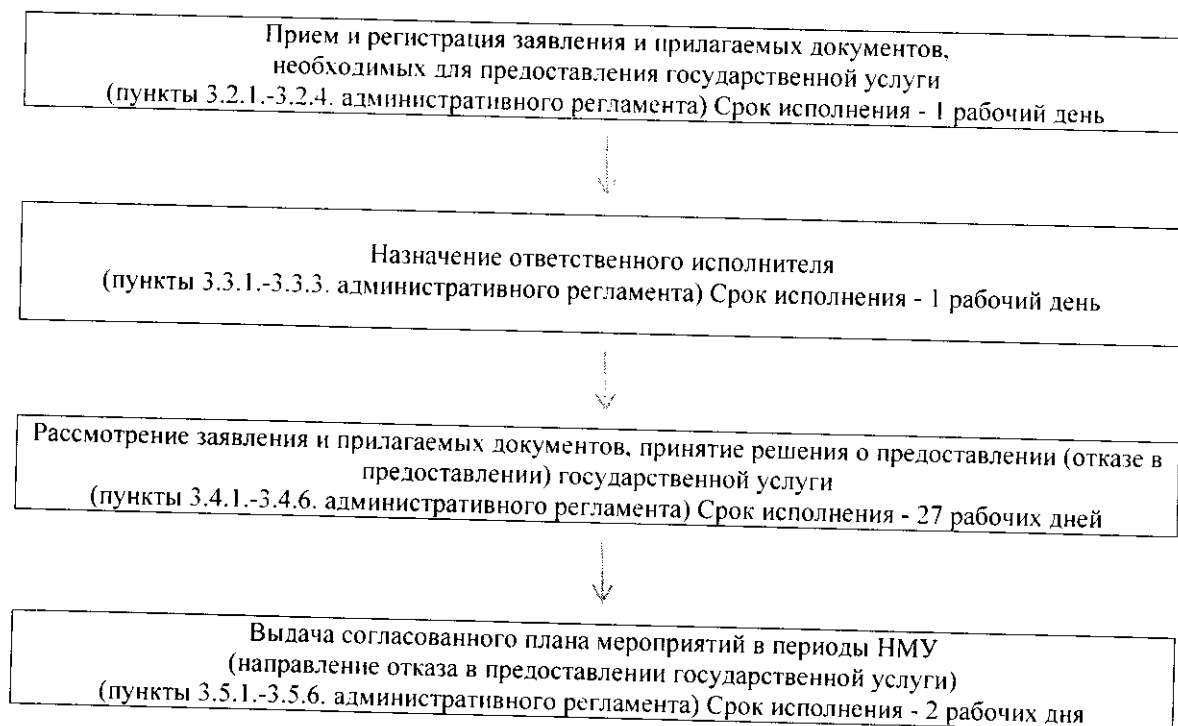 Прием и регистрация заявления и прилагаемых документов,
необходимых для предоставления государственной услуги
(пункты 3.2.1.-3.2.4. административного регламента) Срок исполнения - 1 рабочий день
Назначение ответственного исполнителя
(пункты 3.3.1.-3.3.3. административного регламента) Срок исполнения - 1 рабочий день
Рассмотрение заявления и прилагаемых документов, принятие решения о предоставлении (отказе в
предоставлении) государственной услуги
(пункты 3.4.1.-3.4.6. административного регламента) Срок исполнения - 27 рабочих дней
Выдача согласованного плана мероприятий в периоды НМУ
(направление отказа в предоставлении государственной услуги)
(пункты 3.5.1.-3.5.6. административного регламента) Срок исполнения - 2 рабочих дня